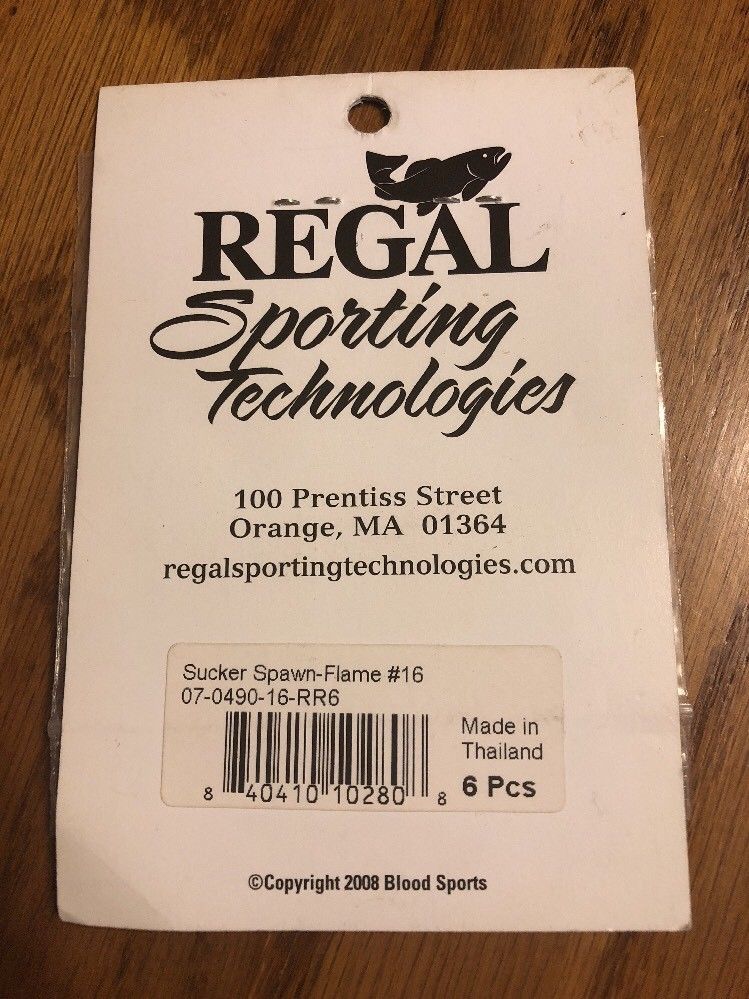 REGAL
Sporting
Technologies
100 Prentiss Street
Orange, MA 01364
regalsportingtechnologies.com
Sucker Spawn-Flame #16
07-0490-16-RR6
Made in
Thailand
6 Pcs
8 40410 10280 8
©Copyright 2008 Blood Sports